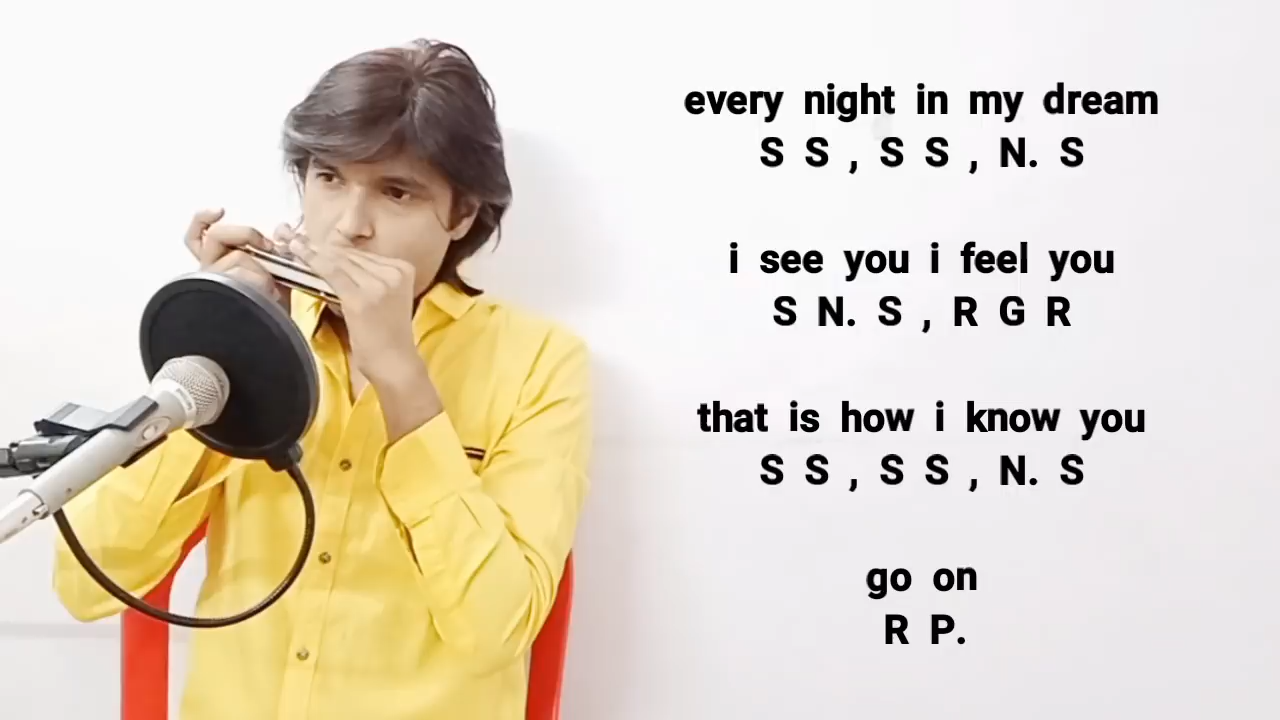 every night in my dream
S S , S S , N. S
i see you i feel you
S N. S , R G R
that is how i know you
S S , S S , N. S
go on
R P.